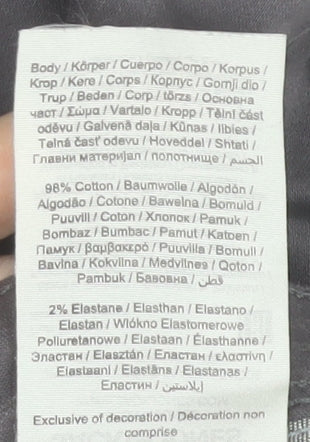 Body / Körper / Cuerpo / Corpo / Korpus /
Krop / Kere / Corps / Корпус / Gornji dio /
Trup / Beden / Corp / törzs / Основна
част / Σώμα / Vartalo / Kropp / Tělní část
oděvu / Galvenā daļa / Kūnas / Ibies /
Telná časť odevu / Hoveddel / Shtati /
Главни материјал / полотнище / الجسم
98% Cotton / Baumwolle / Algodón /
Algodão / Cotone / Bawełna / Bomuld /
Puuvill / Coton / Хлопок / Pamuk /
Bombaz / Bumbac / Pamut / Katoen /
Памук / βαμβακερό / Puuvilla / Bomull /
Bavlna / Kokvilna / Medvilnės / Qoton /
Pambuk / Бавовна / قطن
2% Elastane / Elasthan / Elastano /
Elastan / Włókno Elastomerowe
Poliuretanowe / Elastaan / Élasthanne /
Эластан / Elasztán / Еластан / ελαστίνη /
Elastaani / Elastāns / Elastanas /
Еластин / إيلاستين
Exclusive of decoration / Décoration non
comprise